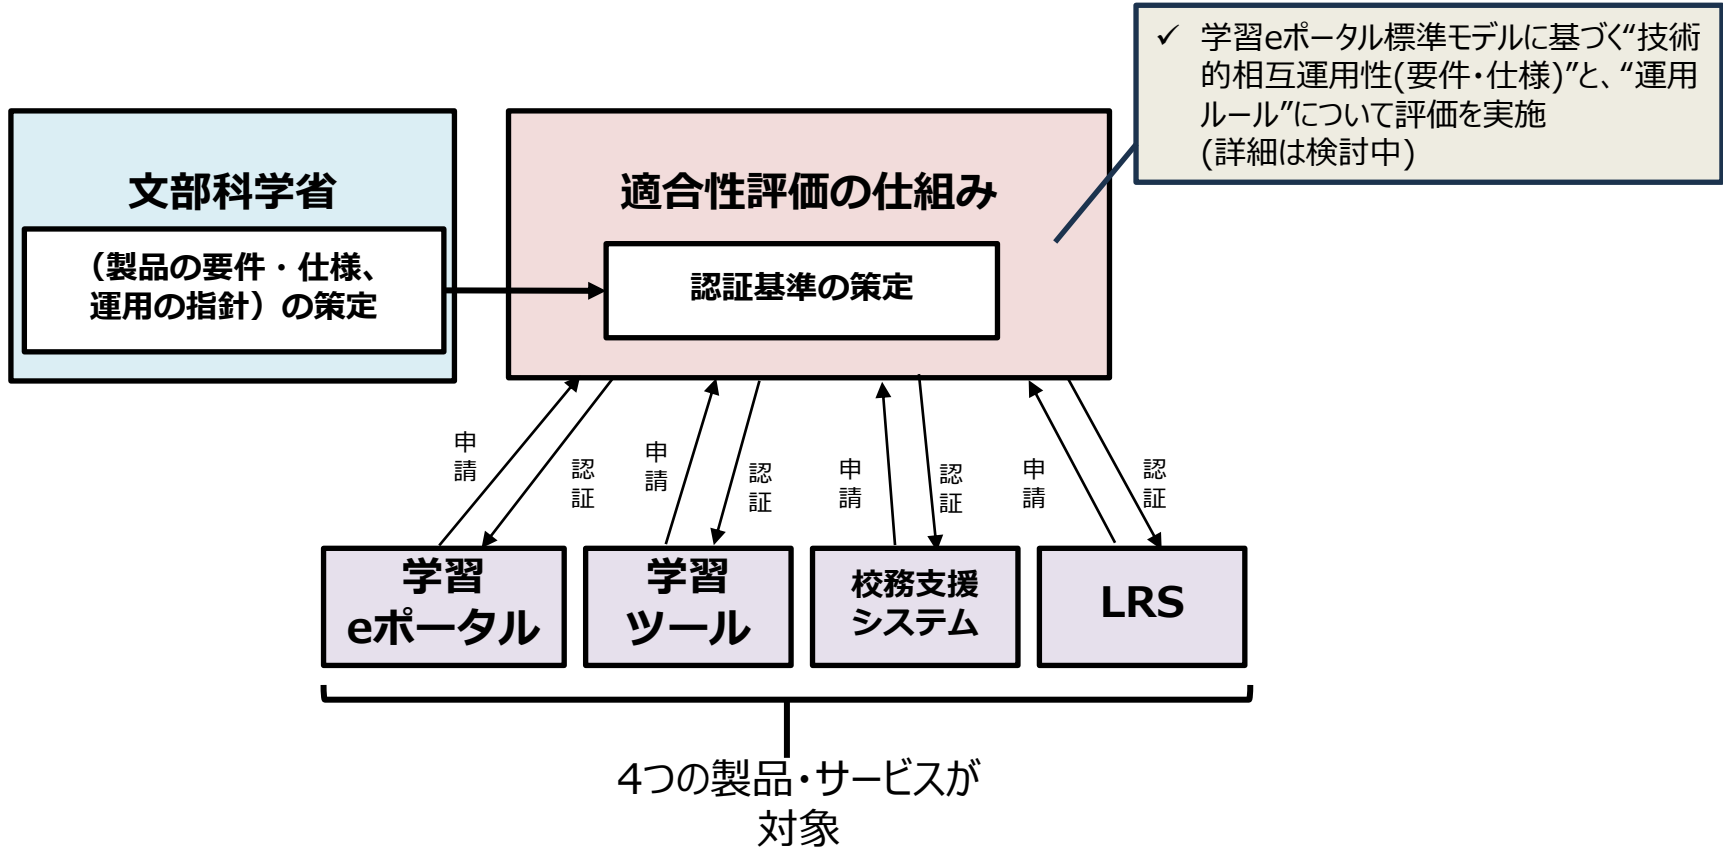 ✓ 学習eポータル標準モデルに基づく“技術
的相互運用性(要件・仕様)”と、“運用
ルール”について評価を実施
(詳細は検討中)
文部科学省
（製品の要件・仕様、
運用の指針）の策定
適合性評価の仕組み
認証基準の策定
申請
認証
申請
認証
申請
認証
申請
認証
学習
eポータル
学習
ツール
校務支援
システム
LRS
4つの製品・サービスが
対象